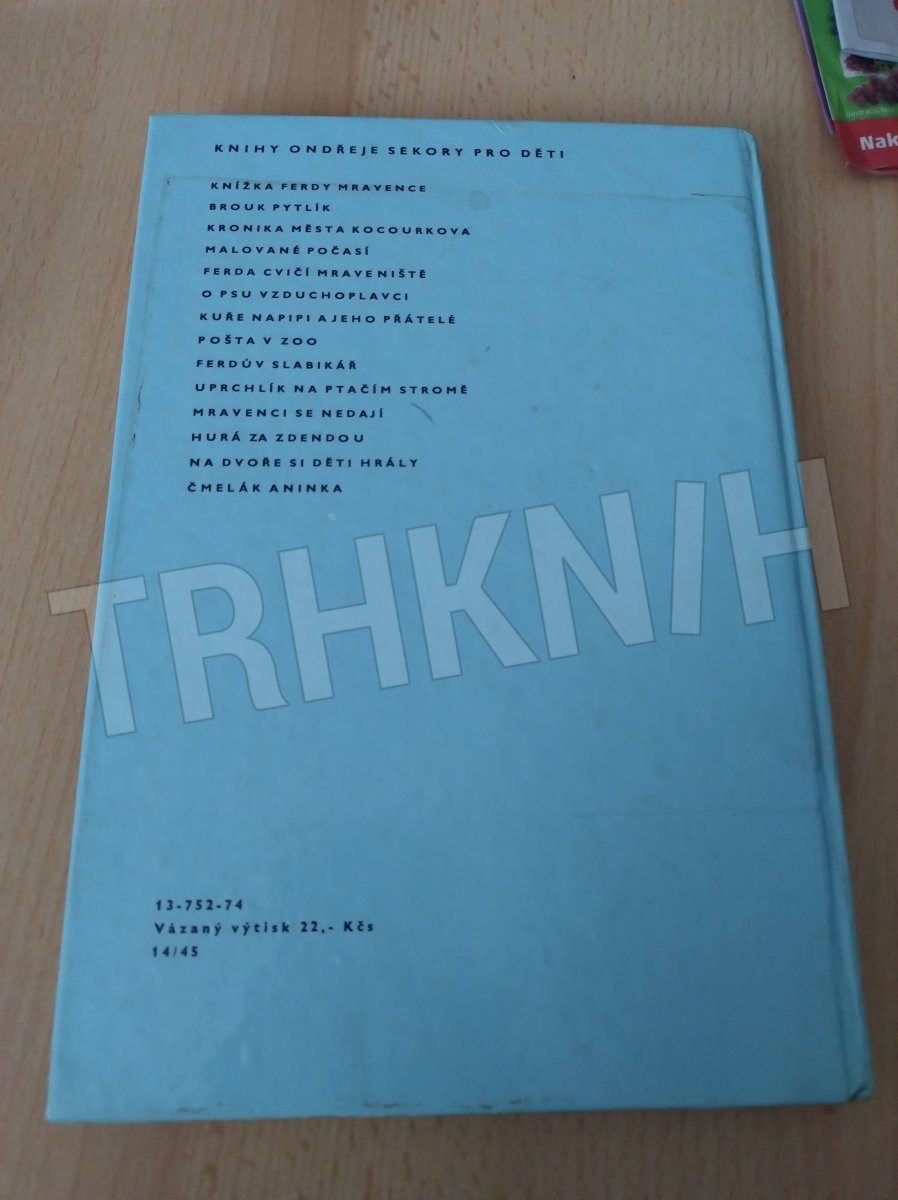 KNIHY ONDŘEJE SEKORY PRO DĚTI
KNÍŽKA FERDY MRAVENCE
BROUK PYTLÍK
KRONIKA MĚSTA KOCOURKOVA
MALOVANÉ POČASÍ
FERDA CVIČÍ MRAVENIŠTĚ
O PSU VZDUCHOPLAVCI
KUŘE NAPIPI A JEHO PŘÁTELÉ
POŠTA V ZOO
FERDŮV SLABIKÁŘ
UPRCHLÍK NA PTAČÍM STROMĚ
MRAVENCI SE NEDAJÍ
HURÁ ZA ZDENDOU
NA DVOŘE SI DĚTI HRÁLY
ČMELÁK ANINKA
TRHKNIH
13-752-74
Vázaný výtisk 22,- Kčs
14/45
Nak